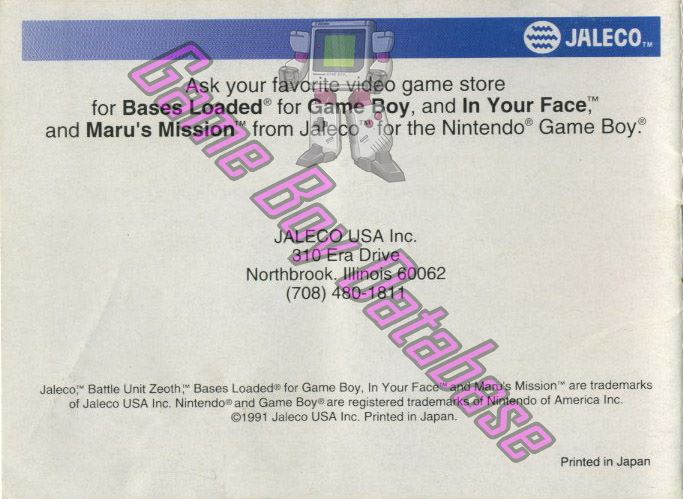 JALECO™
Ask your favorite video game store
for Bases Loaded® for Game Boy, and In Your Face,™
and Maru's Mission™ from Jaleco™ for the Nintendo® Game Boy.®
Game Boy Database
JALECO USA Inc.
310 Era Drive
Northbrook, Illinois 60062
(708) 480-1811
Jaleco,™ Battle Unit Zeoth,™ Bases Loaded® for Game Boy, In Your Face™ and Maru's Mission™ are trademarks
of Jaleco USA Inc. Nintendo® and Game Boy® are registered trademarks of Nintendo of America Inc.
©1991 Jaleco USA Inc. Printed in Japan.
Printed in Japan